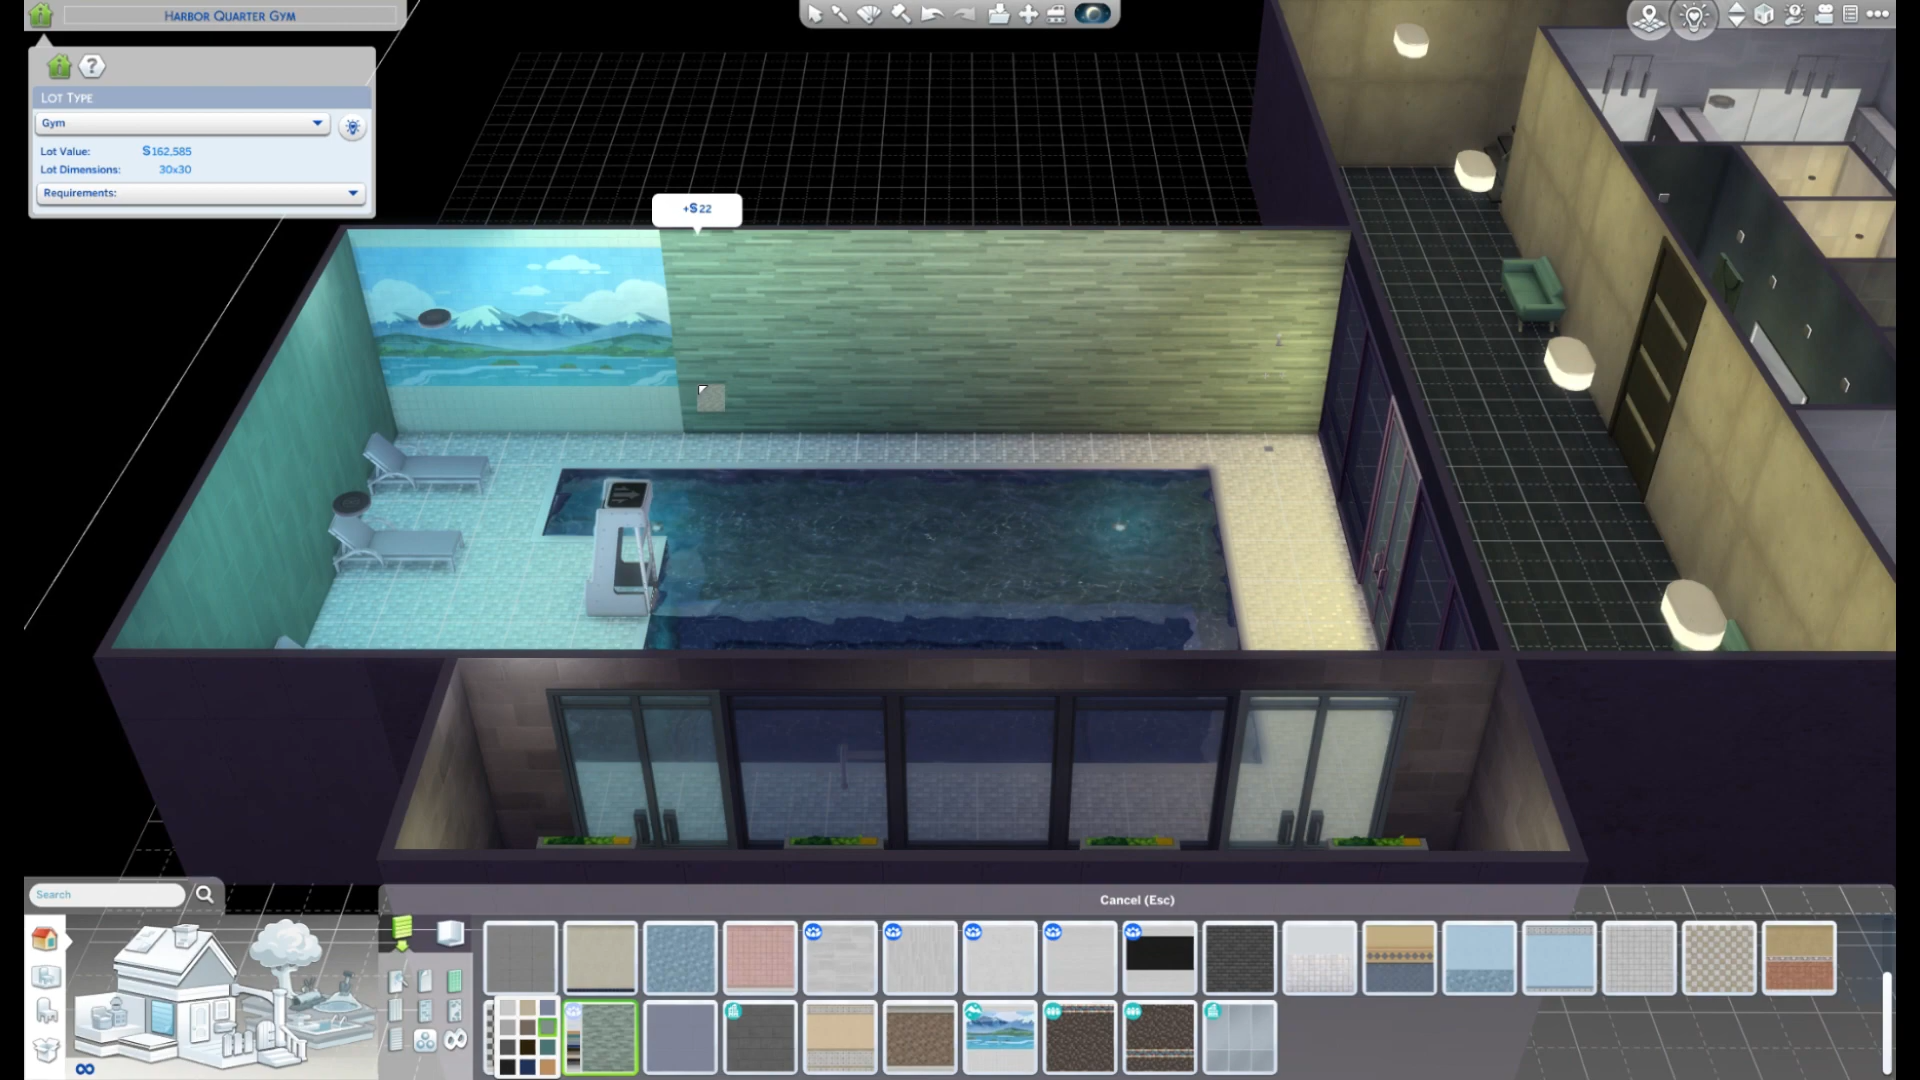 HARBOR QUARTER GYM
?
LOT TYPE
Gym
Lot Value: §162,585
Lot Dimensions: 30x30
Requirements:
+§22
Search
Cancel (Esc)